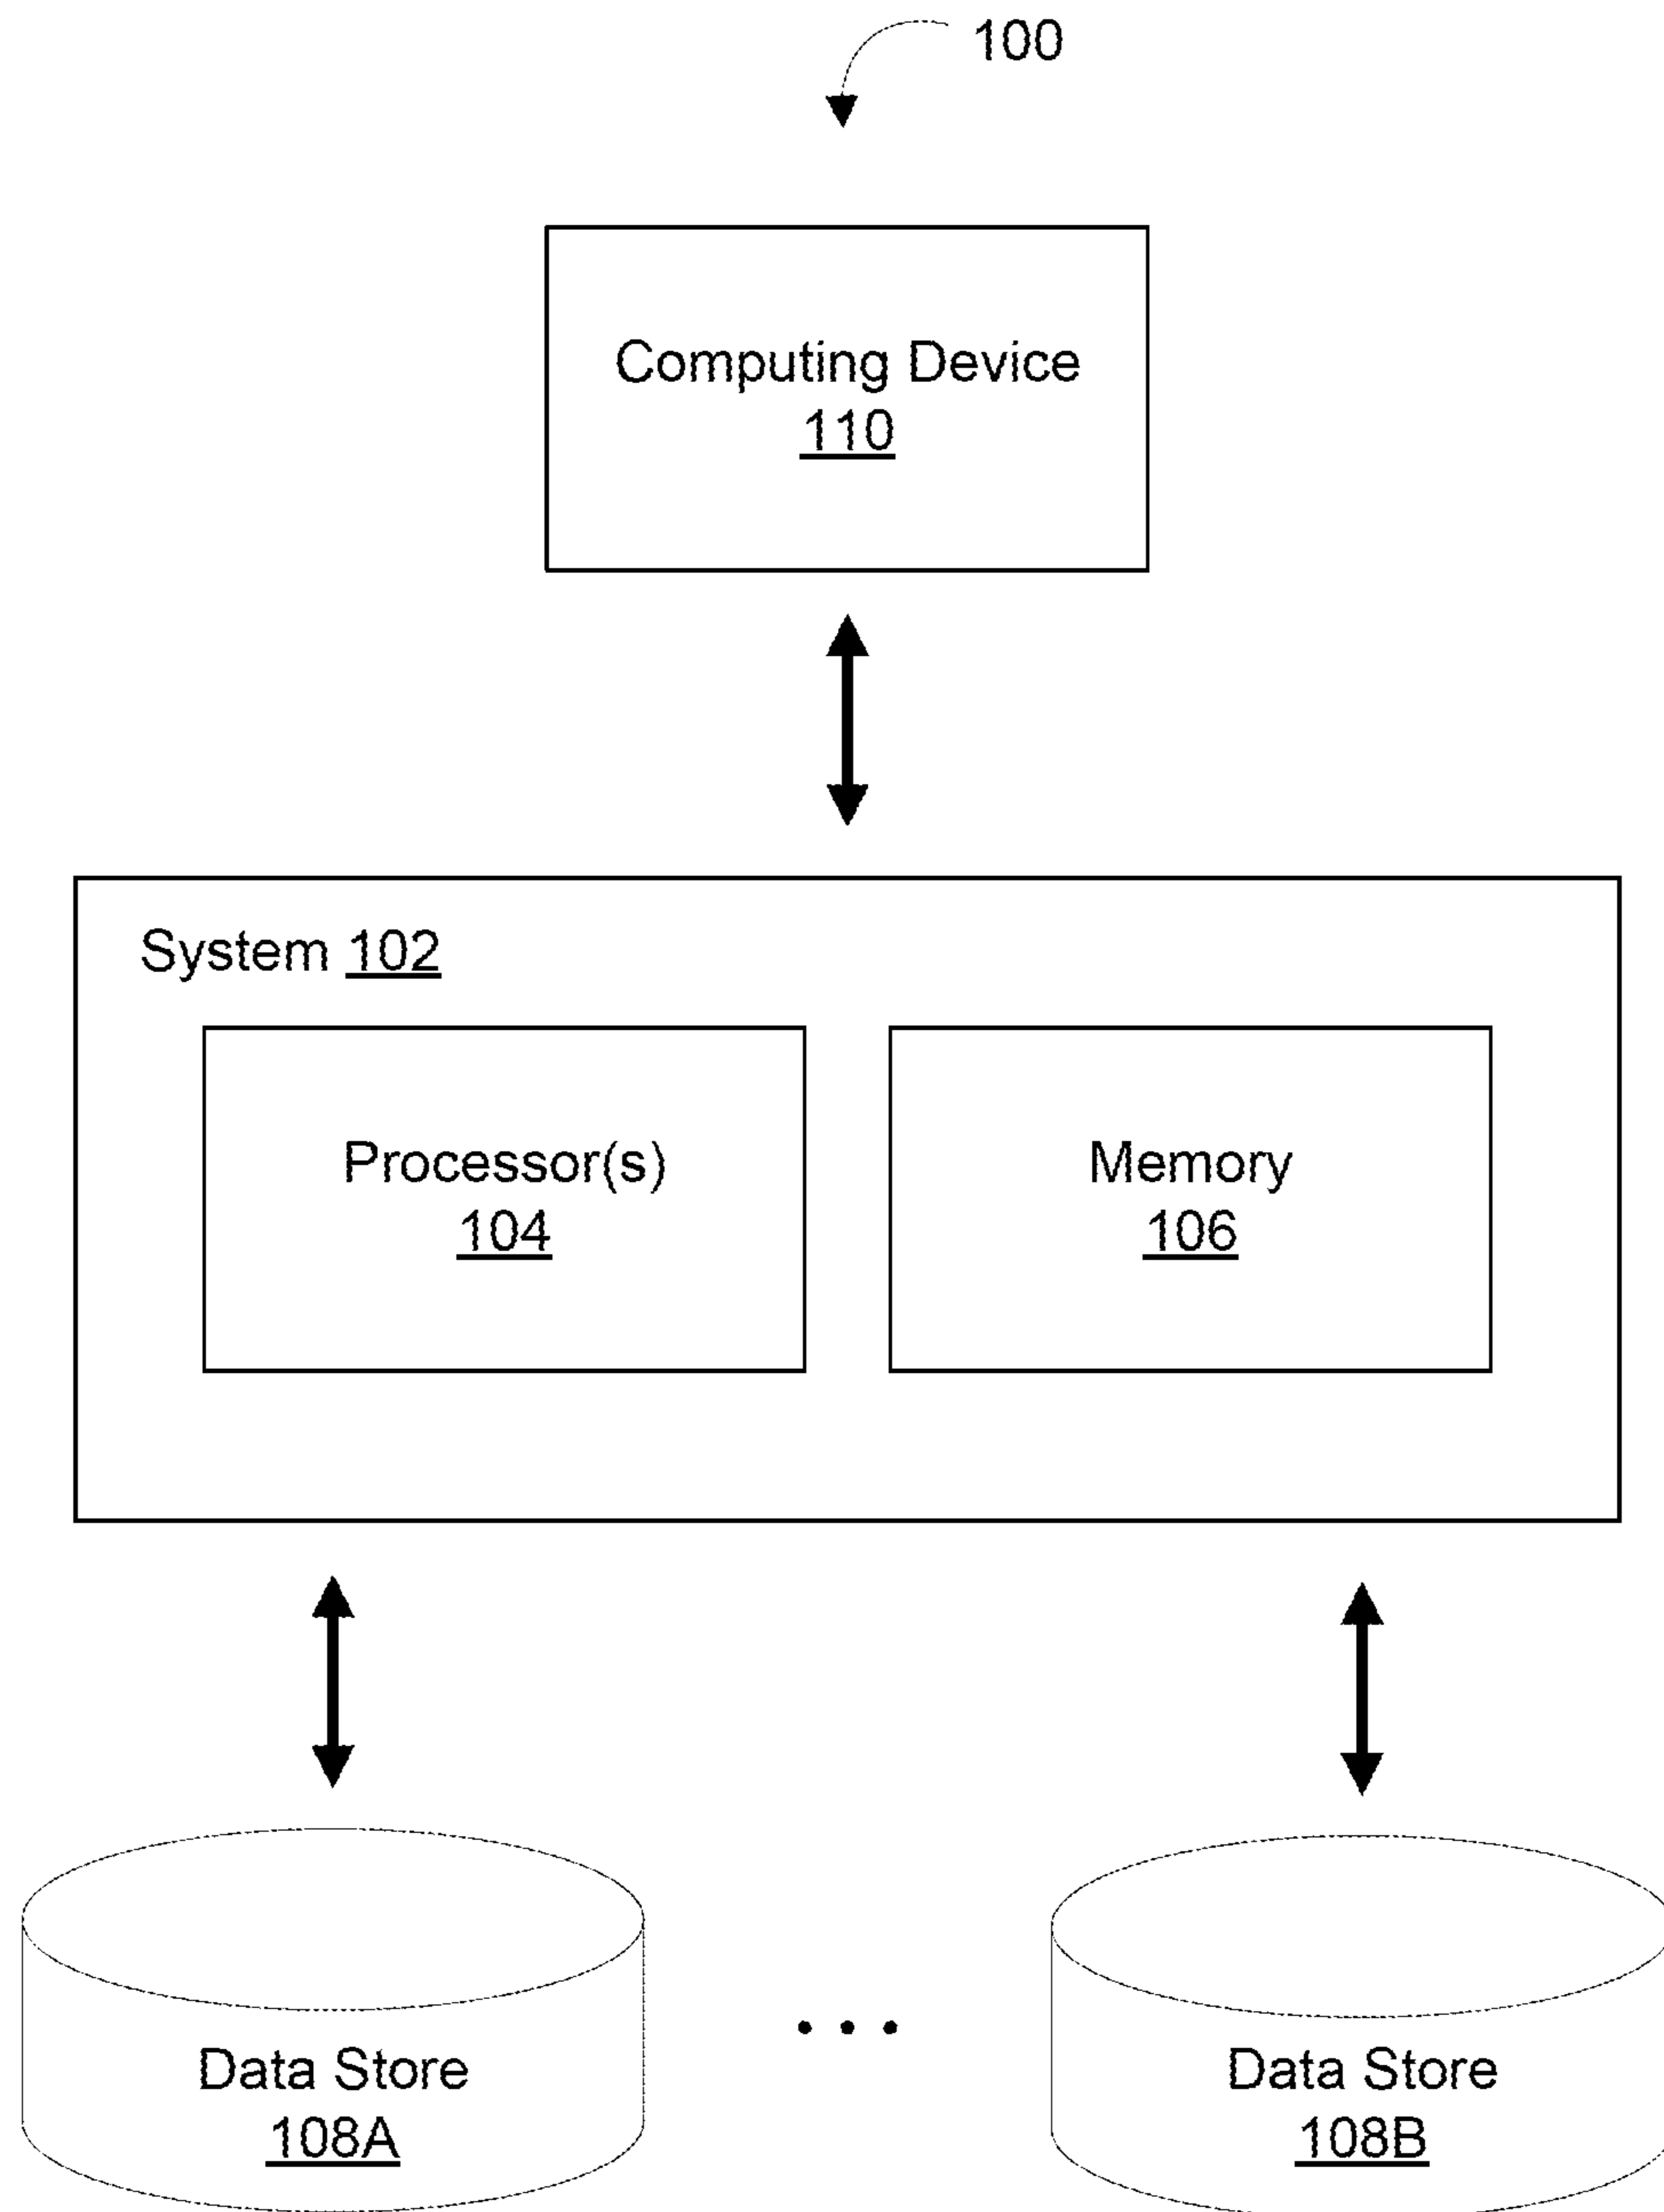 100
Computing Device
110
System 102
Processor(s)
104
Memory
106
...
Data Store
108A
Data Store
108B